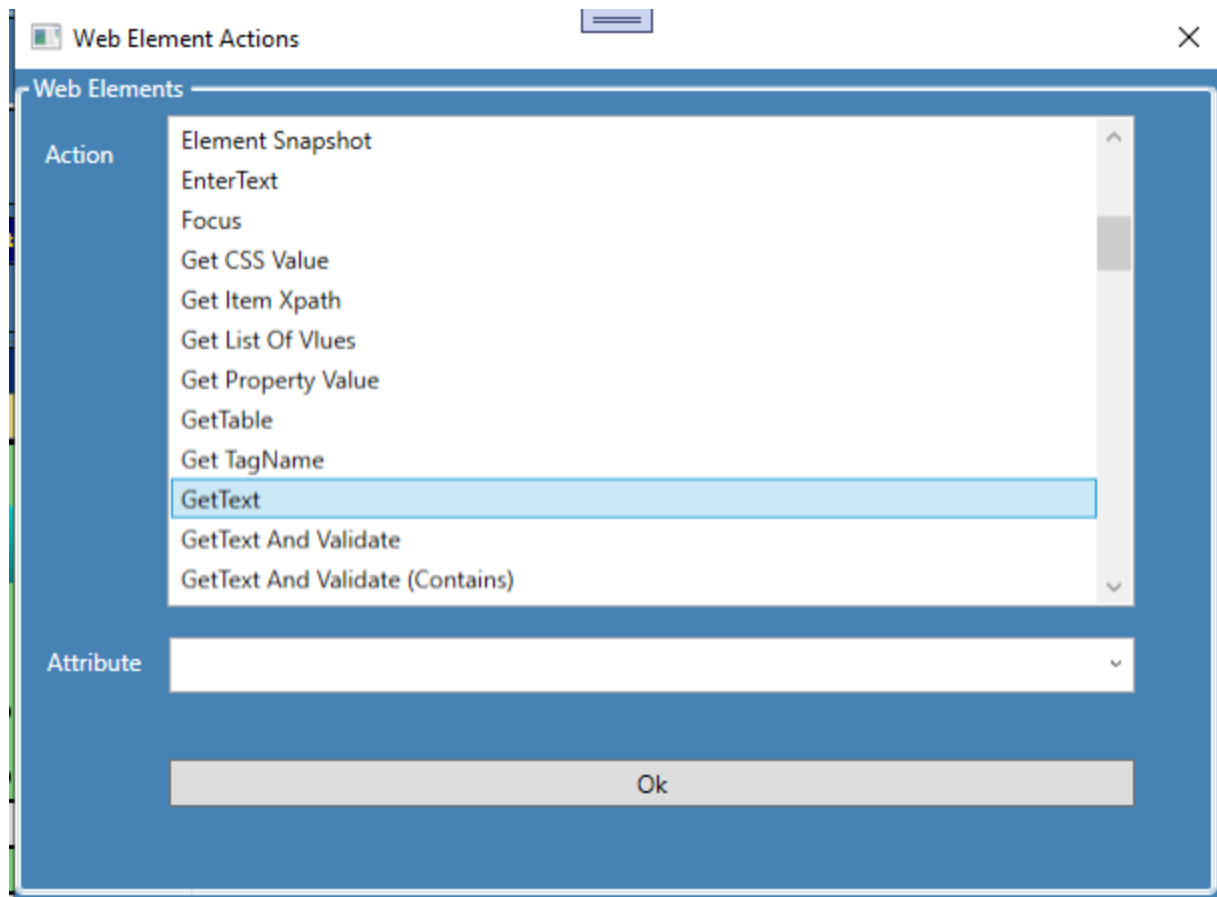 Web Element Actions
Web Elements
Action
Element Snapshot
EnterText
Focus
Get CSS Value
Get Item Xpath
Get List Of Vlues
Get Property Value
GetTable
Get TagName
GetText
GetText And Validate
GetText And Validate (Contains)
Attribute
Ok